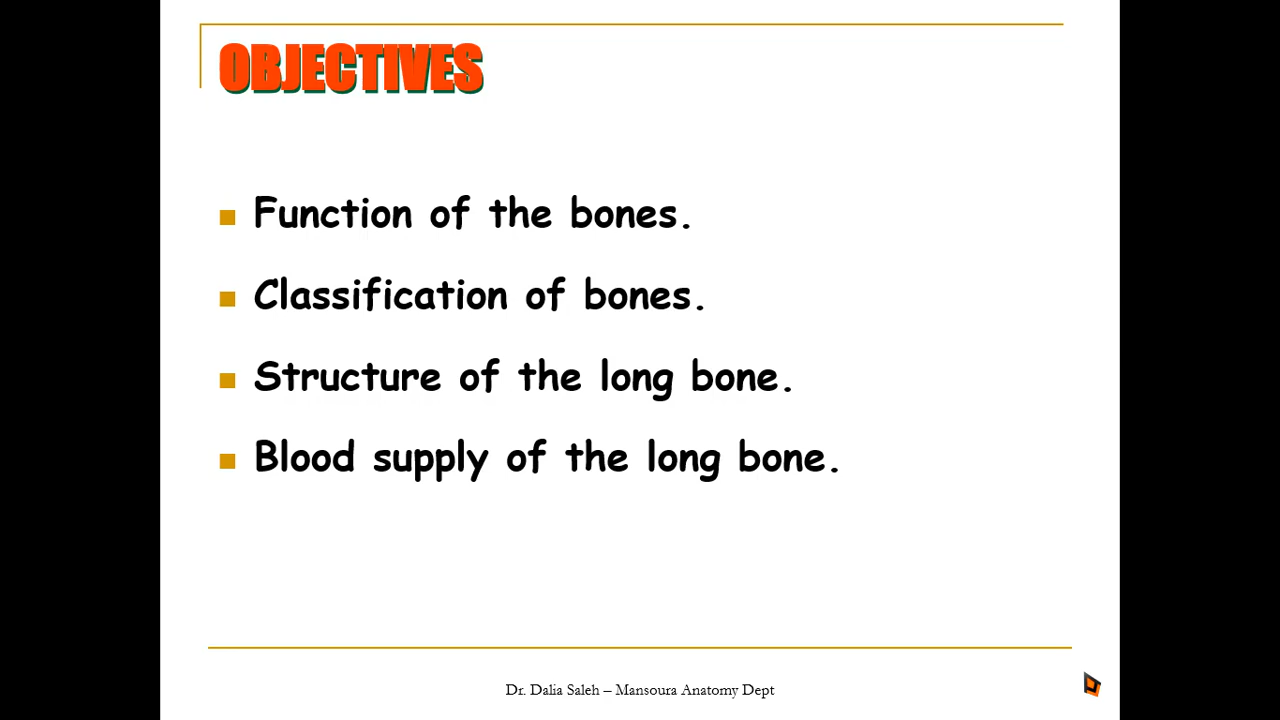 OBJECTIVES
Function of the bones.
Classification of bones.
Structure of the long bone.
Blood supply of the long bone.
Dr. Dalia Saleh – Mansoura Anatomy Dept